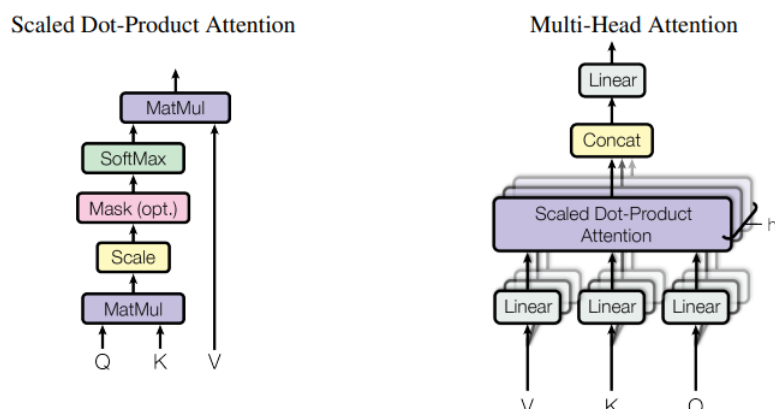 Scaled Dot-Product Attention
MatMul
SoftMax
Mask (opt.)
Scale
MatMul
Q K V
Multi-Head Attention
Linear
Concat
Scaled Dot-Product
Attention
h
Linear Linear Linear
V K Q